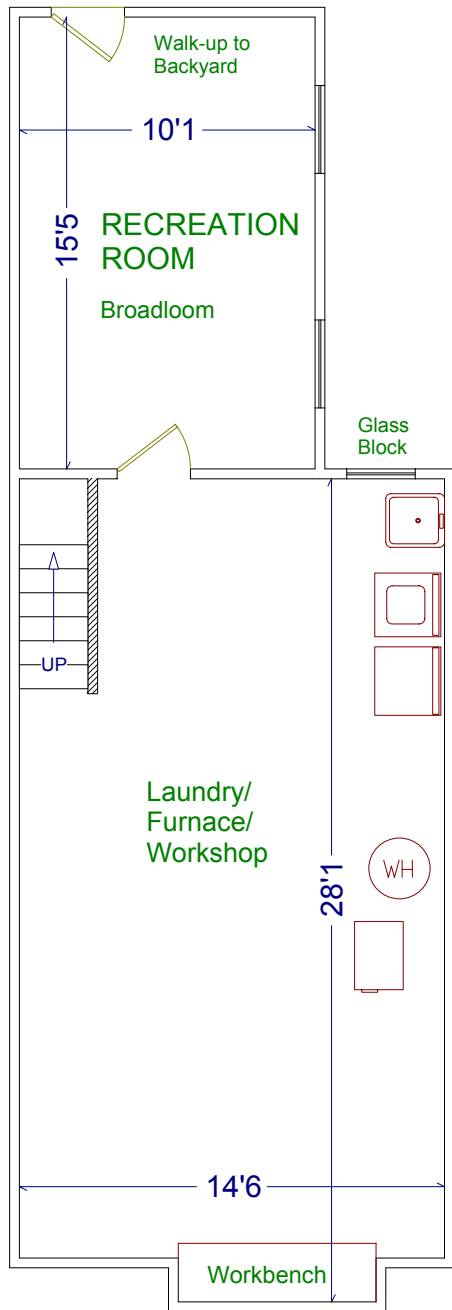 Walk-up to
Backyard
10'1
15'5
RECREATION
ROOM
Broadloom
Glass
Block
UP
Laundry/
Furnace/
Workshop
WH
28'1
14'6
Workbench